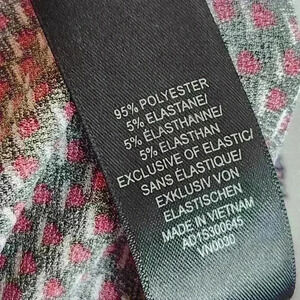 95% POLYESTER
5% ELASTANE/
5% ÉLASTHANNE/
5% ELASTHAN
EXCLUSIVE OF ELASTIC/
SANS ÉLASTIQUE/
EXKLUSIV VON
ELASTISCHEN
MADE IN VIETNAM
AD15300645
VN0030